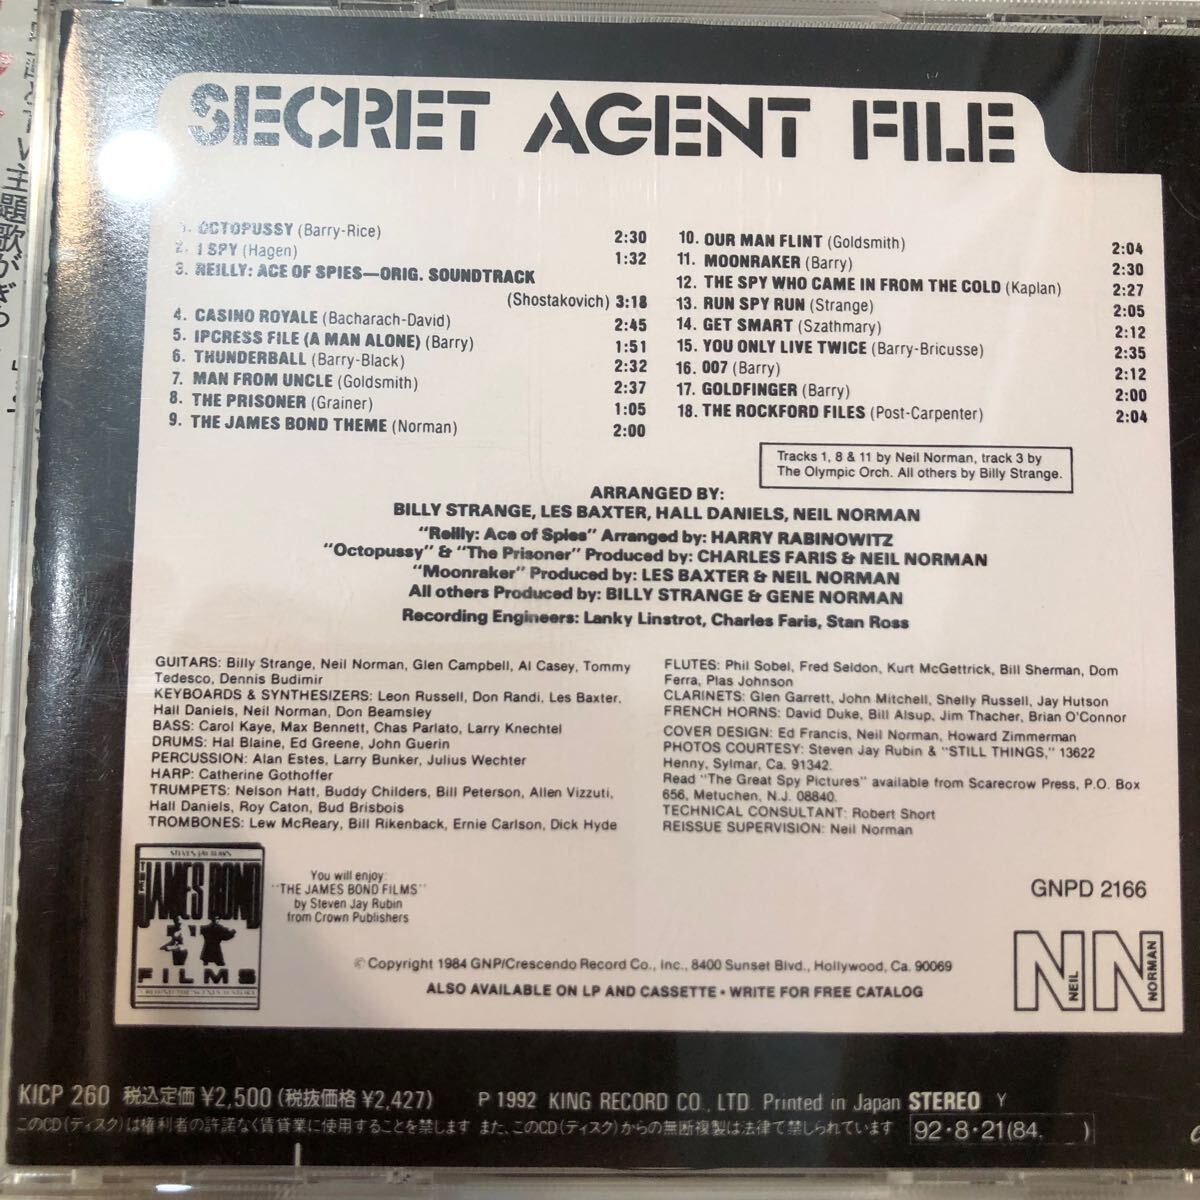 SECRET AGENT FILE
1. OCTOPUSSY (Barry-Rice) 2:30
2. I SPY (Hagen) 1:32
3. REILLY: ACE OF SPIES—ORIG. SOUNDTRACK
(Shostakovich) 3:18
4. CASINO ROYALE (Bacharach-David) 2:45
5. IPCRESS FILE (A MAN ALONE) (Barry) 1:51
6. THUNDERBALL (Barry-Black) 2:32
7. MAN FROM UNCLE (Goldsmith) 2:37
8. THE PRISONER (Grainer) 1:05
9. THE JAMES BOND THEME (Norman) 2:00
10. OUR MAN FLINT (Goldsmith) 2:04
11. MOONRAKER (Barry) 2:30
12. THE SPY WHO CAME IN FROM THE COLD (Kaplan) 2:27
13. RUN SPY RUN (Strange) 2:05
14. GET SMART (Szathmary) 2:12
15. YOU ONLY LIVE TWICE (Barry-Bricusse) 2:35
16. 007 (Barry) 2:12
17. GOLDFINGER (Barry) 2:00
18. THE ROCKFORD FILES (Post-Carpenter) 2:04
Tracks 1, 8 & 11 by Neil Norman, track 3 by
The Olympic Orch. All others by Billy Strange.
ARRANGED BY:
BILLY STRANGE, LES BAXTER, HALL DANIELS, NEIL NORMAN
"Reilly: Ace of Spies" Arranged by: HARRY RABINOWITZ
"Octopussy" & "The Prisoner" Produced by: CHARLES FARIS & NEIL NORMAN
"Moonraker" Produced by: LES BAXTER & NEIL NORMAN
All others Produced by: BILLY STRANGE & GENE NORMAN
Recording Engineers: Lanky Linstrot, Charles Faris, Stan Ross
GUITARS: Billy Strange, Neil Norman, Glen Campbell, Al Casey, Tommy
Tedesco, Dennis Budimir
KEYBOARDS & SYNTHESIZERS: Leon Russell, Don Randi, Les Baxter,
Hall Daniels, Neil Norman, Don Beamsley
BASS: Carol Kaye, Max Bennett, Chas Parlato, Larry Knechtel
DRUMS: Hal Blaine, Ed Greene, John Guerin
PERCUSSION: Alan Estes, Larry Bunker, Julius Wechter
HARP: Catherine Gothoffer
TRUMPETS: Nelson Hatt, Buddy Childers, Bill Peterson, Allen Vizzuti,
Hall Daniels, Roy Caton, Bud Brisbois
TROMBONES: Lew McReary, Bill Rikenback, Ernie Carlson, Dick Hyde
FLUTES: Phil Sobel, Fred Seldon, Kurt McGettrick, Bill Sherman, Dom
Ferra, Plas Johnson
CLARINETS: Glen Garrett, John Mitchell, Shelly Russell, Jay Hutson
FRENCH HORNS: David Duke, Bill Alsup, Jim Thacher, Brian O'Connor
COVER DESIGN: Ed Francis, Neil Norman, Howard Zimmerman
PHOTOS COURTESY: Steven Jay Rubin & "STILL THINGS," 13622
Henny, Sylmar, Ca. 91342.
Read "The Great Spy Pictures" available from Scarecrow Press, P.O. Box
656, Metuchen, N.J. 08840.
TECHNICAL CONSULTANT: Robert Short
REISSUE SUPERVISION: Neil Norman
STEVEN JAY RUBIN'S
THE
JAMES BOND
FILMS
You will enjoy:
"THE JAMES BOND FILMS"
by Steven Jay Rubin
from Crown Publishers
GNPD 2166
© Copyright 1984 GNP/Crescendo Record Co., Inc., 8400 Sunset Blvd., Hollywood, Ca. 90069
ALSO AVAILABLE ON LP AND CASSETTE • WRITE FOR FREE CATALOG
NN
NEIL
NORMAN
KICP 260 税込定価 ¥2,500 (税抜価格 ¥2,427) P 1992 KING RECORD CO., LTD. Printed in Japan STEREO Y
このCD(ディスク)は権利者の許諾なく賃貸業に使用することを禁じます また、このCD(ディスク)からの無断複製は法律で禁じられています 92・8・21(84. )
主題歌がぎっ